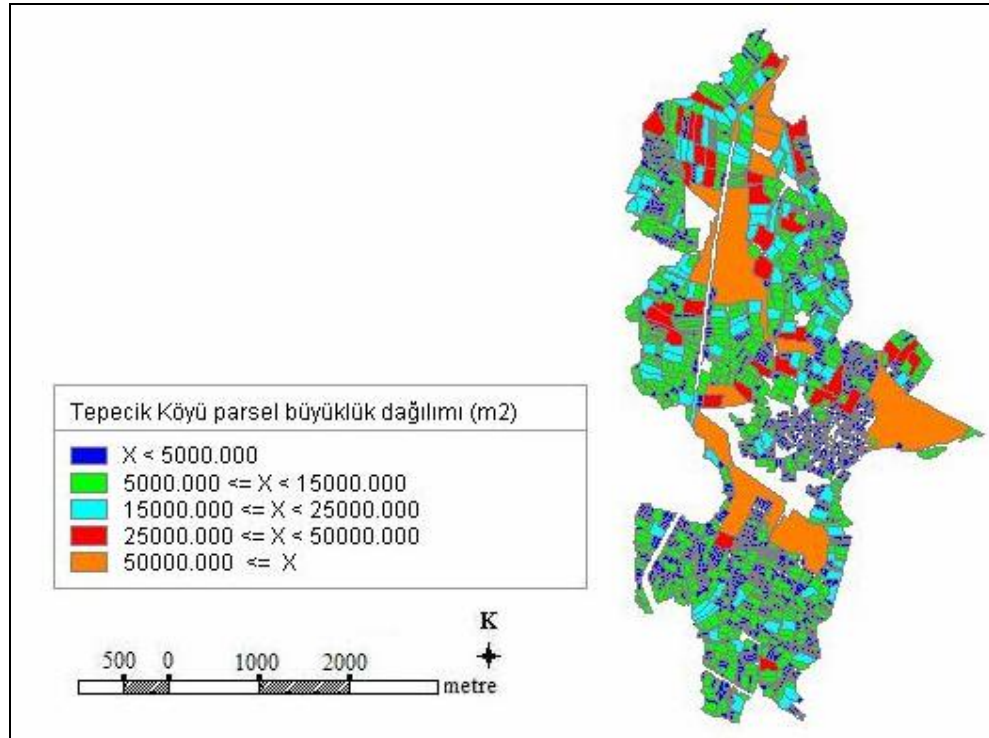 Tepecik Köyü parsel büyüklük dağılımı (m2)
X < 5000.000
5000.000 <= X < 15000.000
15000.000 <= X < 25000.000
25000.000 <= X < 50000.000
50000.000 <= X
K
500 0 1000 2000
metre